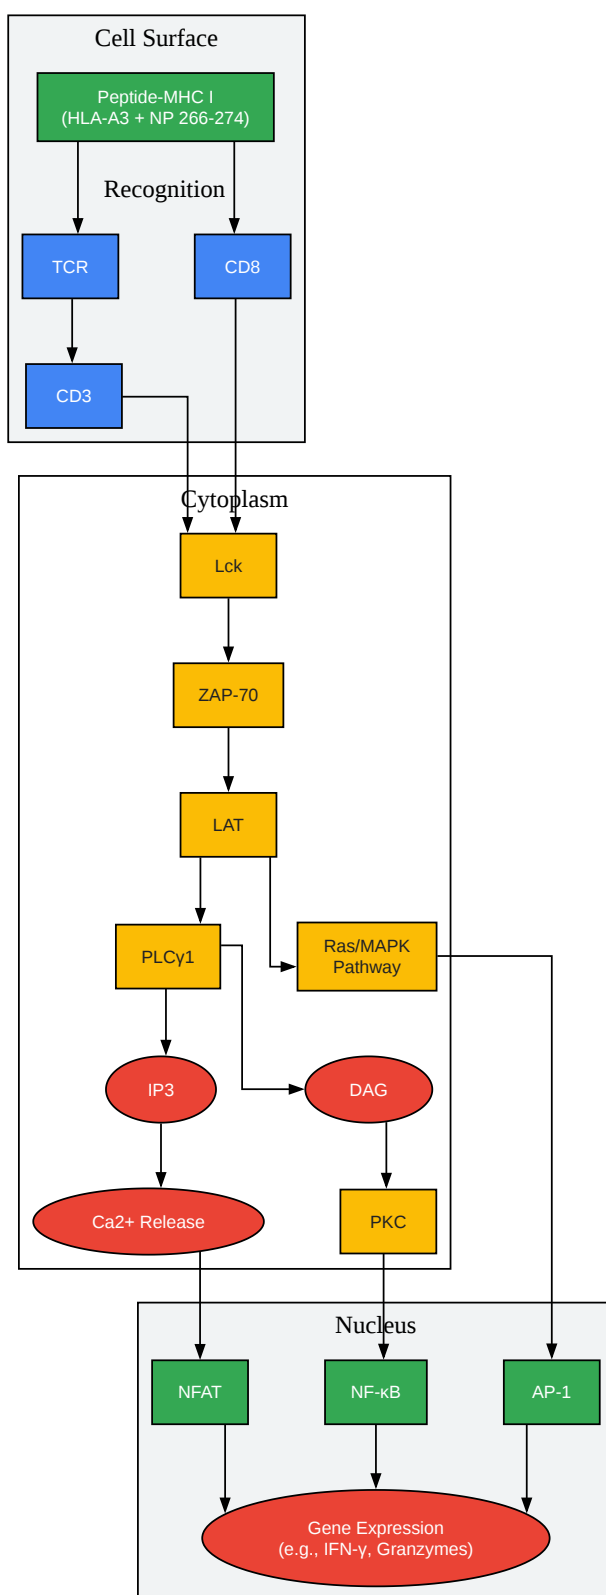 Cell Surface
Peptide-MHC I
(HLA-A3 + NP 266-274)
Recognition
TCR
CD8
CD3
Cytoplasm
Lck
ZAP-70
LAT
PLCγ1
Ras/MAPK
Pathway
IP3
DAG
Ca2+ Release
PKC
Nucleus
NFAT
NF-κB
AP-1
Gene Expression
(e.g., IFN-γ, Granzymes)